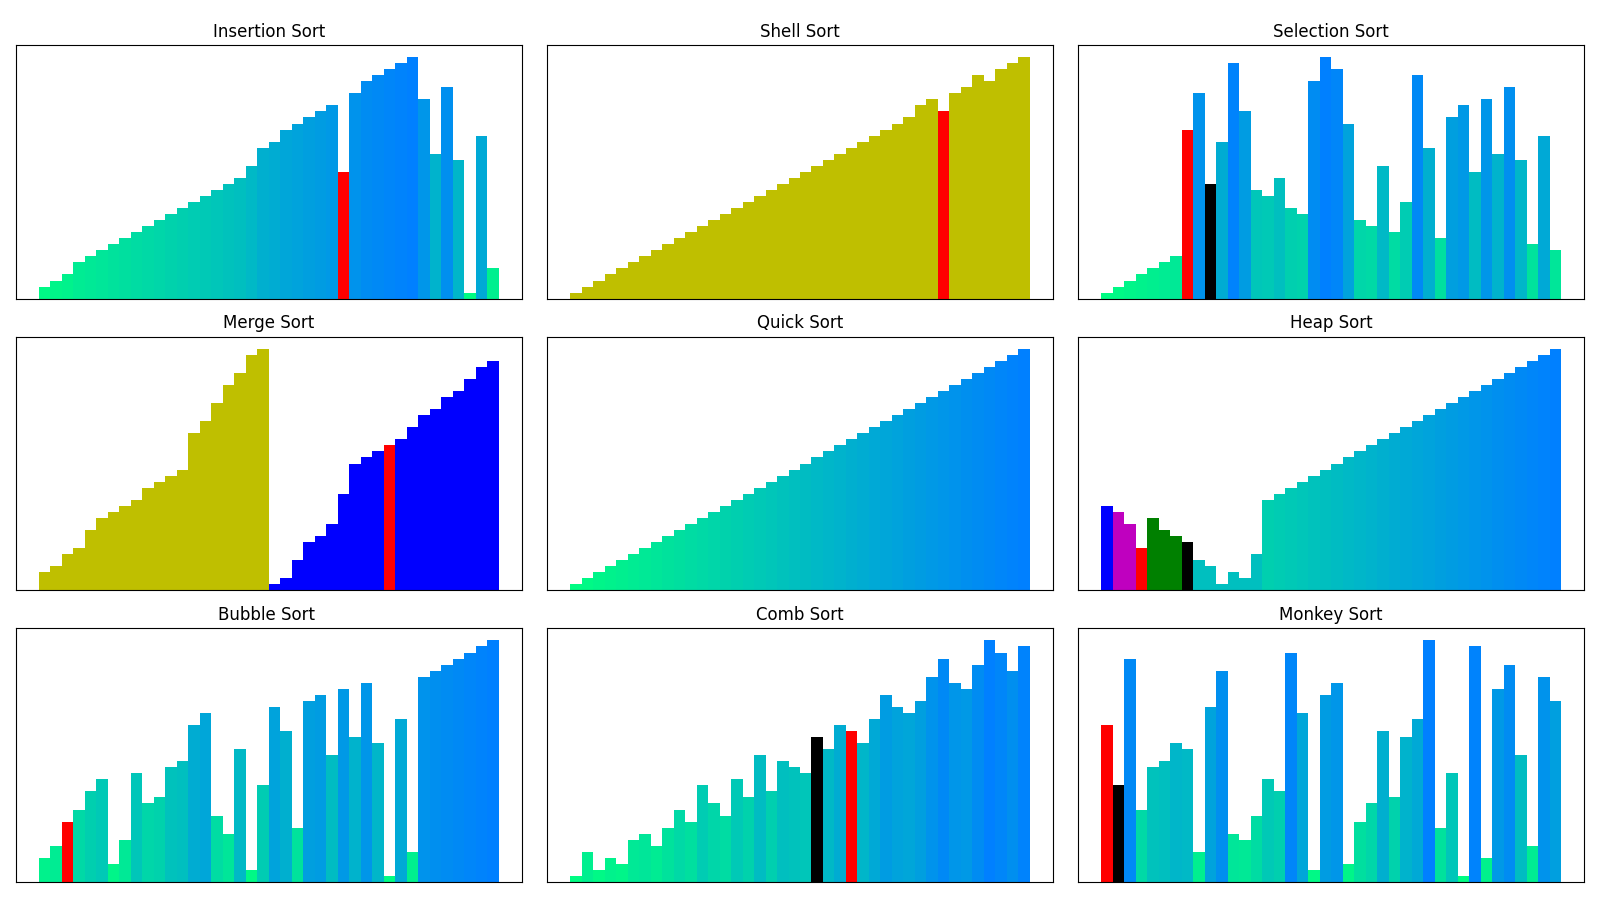 Insertion Sort
Shell Sort
Selection Sort
Merge Sort
Quick Sort
Heap Sort
Bubble Sort
Comb Sort
Monkey Sort